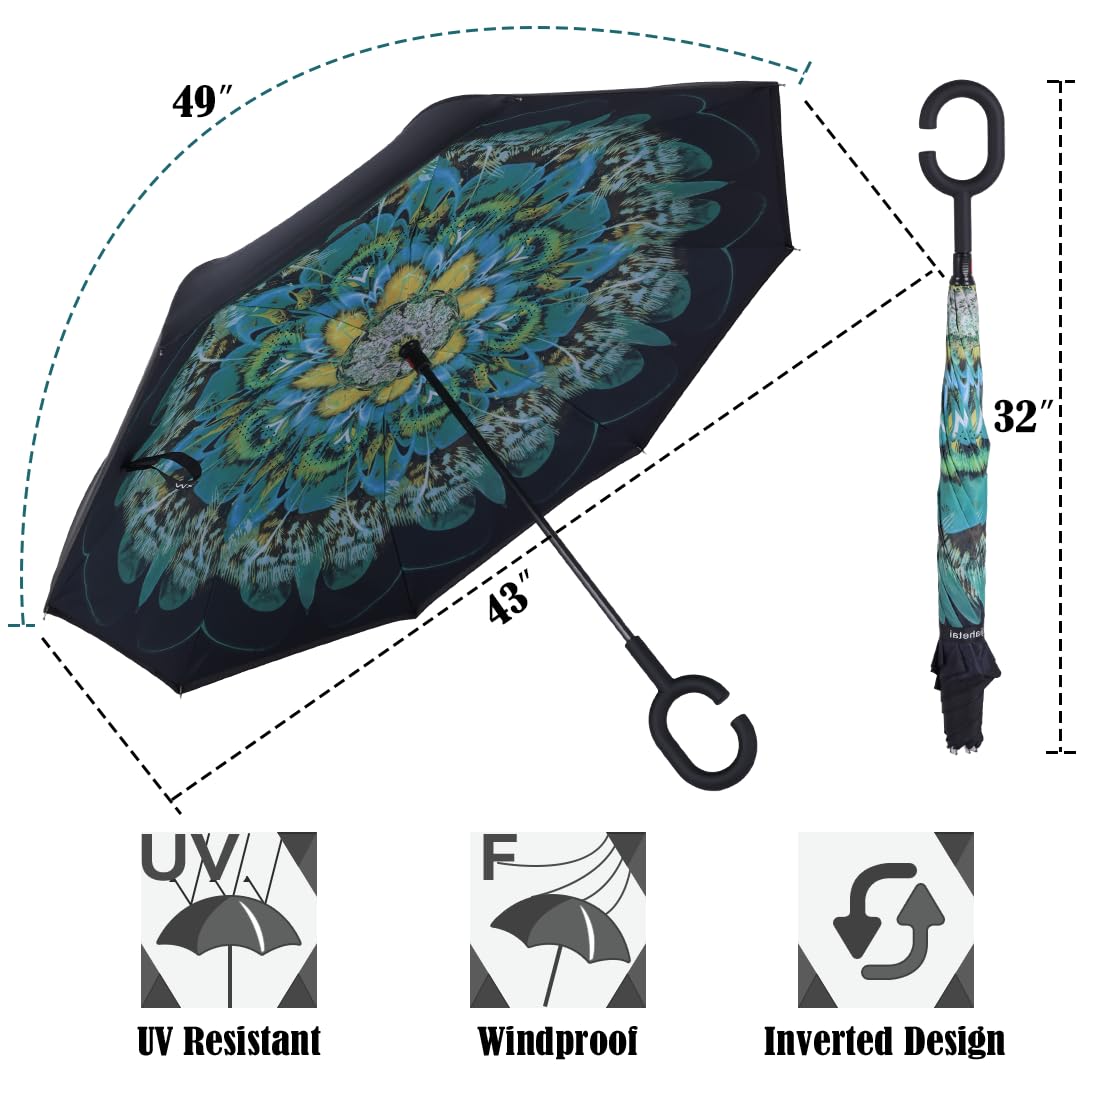 49″
32″
43″
UV
F
UV Resistant
Windproof
Inverted Design